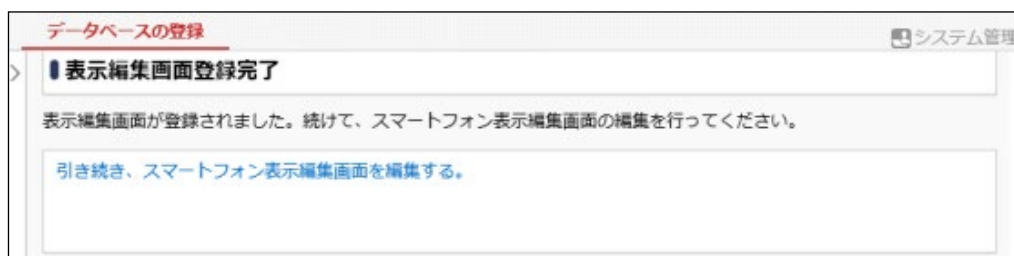 データベースの登録
システム管理
表示編集画面登録完了
表示編集画面が登録されました。続けて、スマートフォン表示編集画面の編集を行ってください。
引き続き、スマートフォン表示編集画面を編集する。